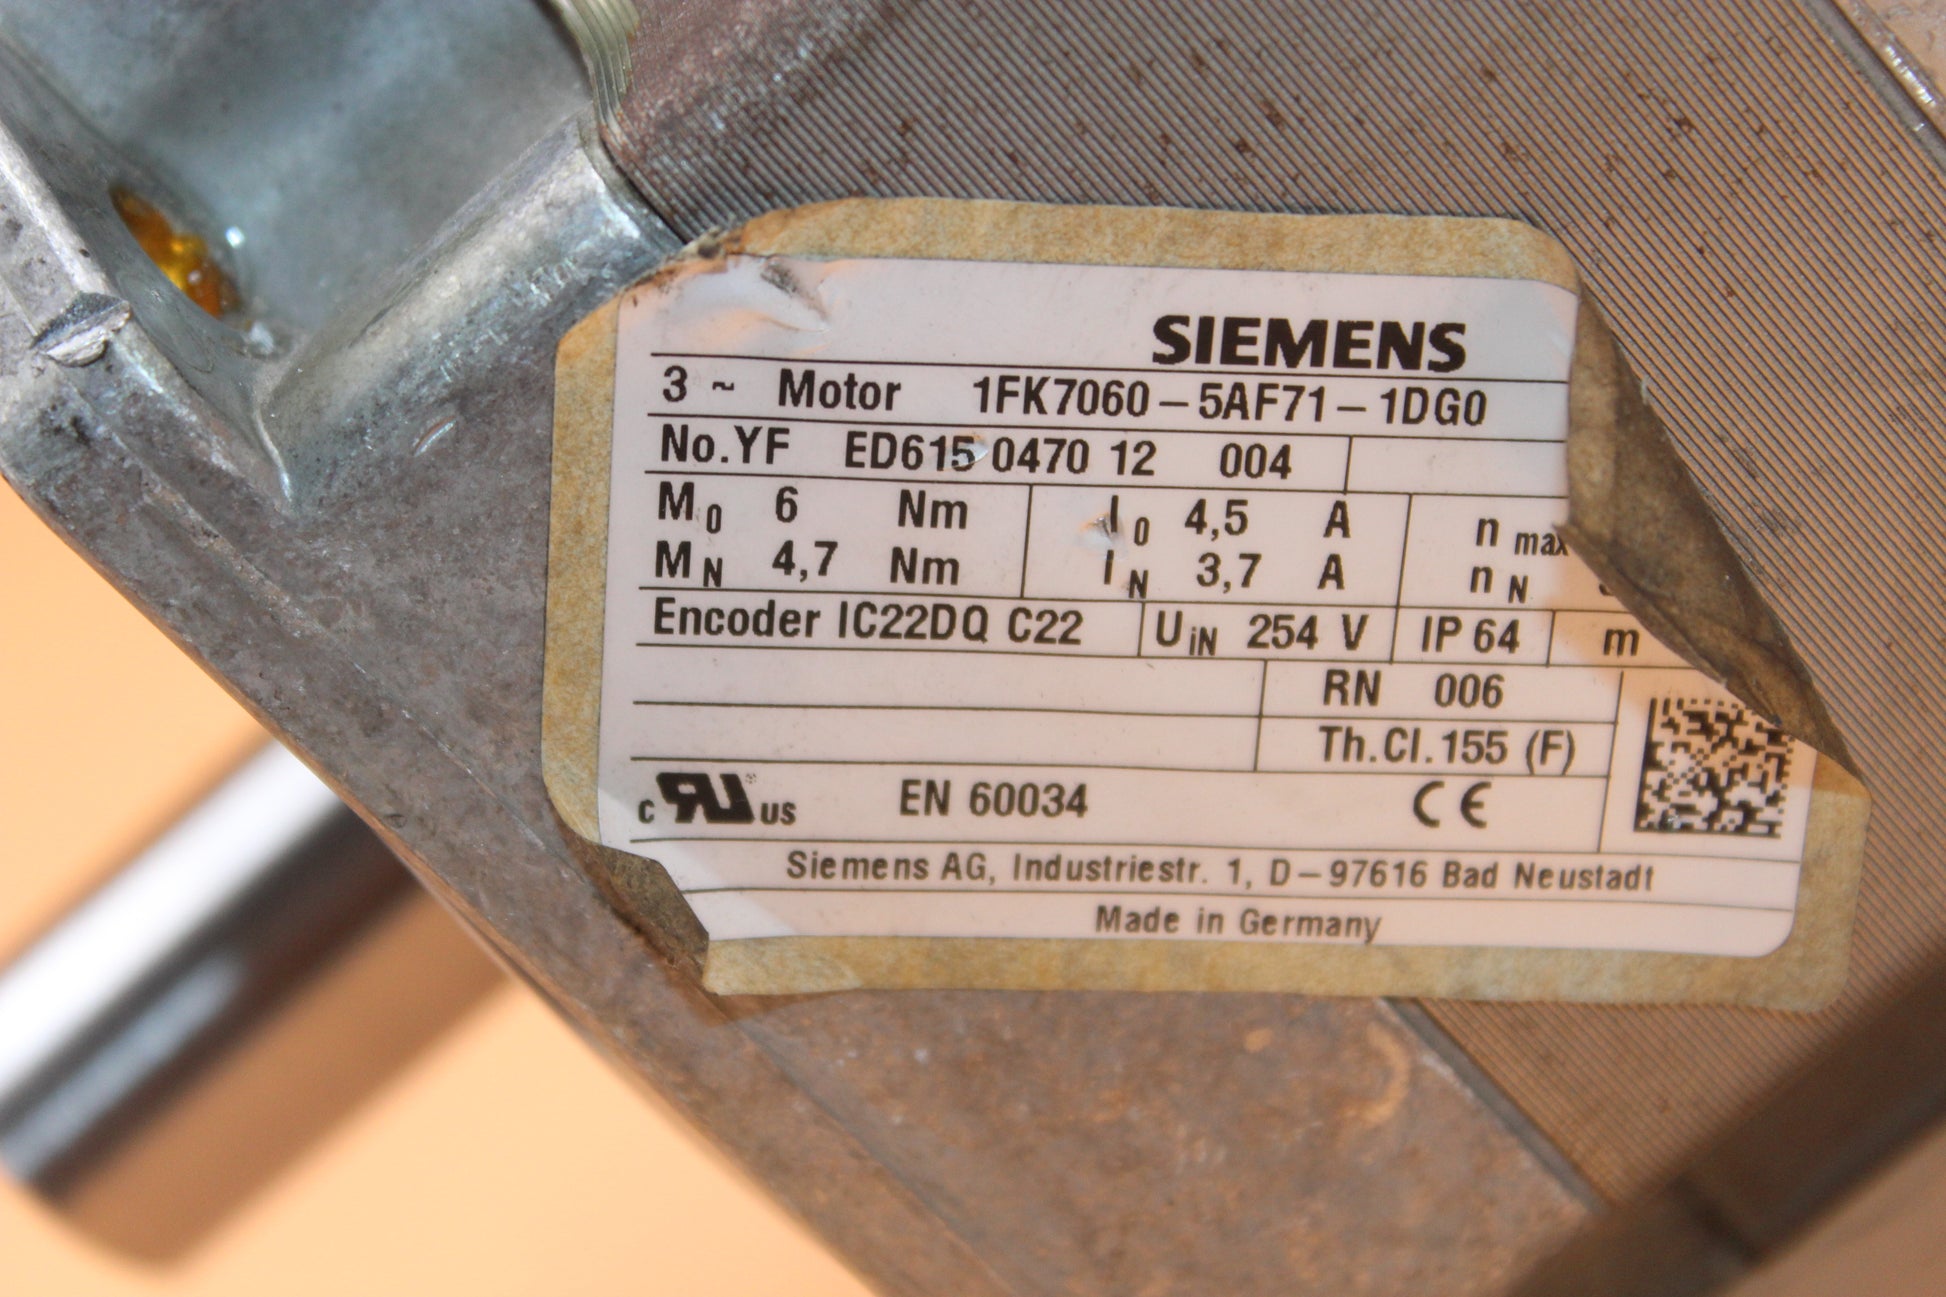 SIEMENS
3 ~ Motor 1FK7060-5AF71-1DG0
No.YF ED615 0470 12 004
M0 6 Nm I0 4,5 A n max
MN 4,7 Nm IN 3,7 A nN
Encoder IC22DQ C22 UiN 254 V IP 64 m
RN 006
Th.Cl.155 (F)
c RU us EN 60034 CE
Siemens AG, Industriestr. 1, D-97616 Bad Neustadt
Made in Germany